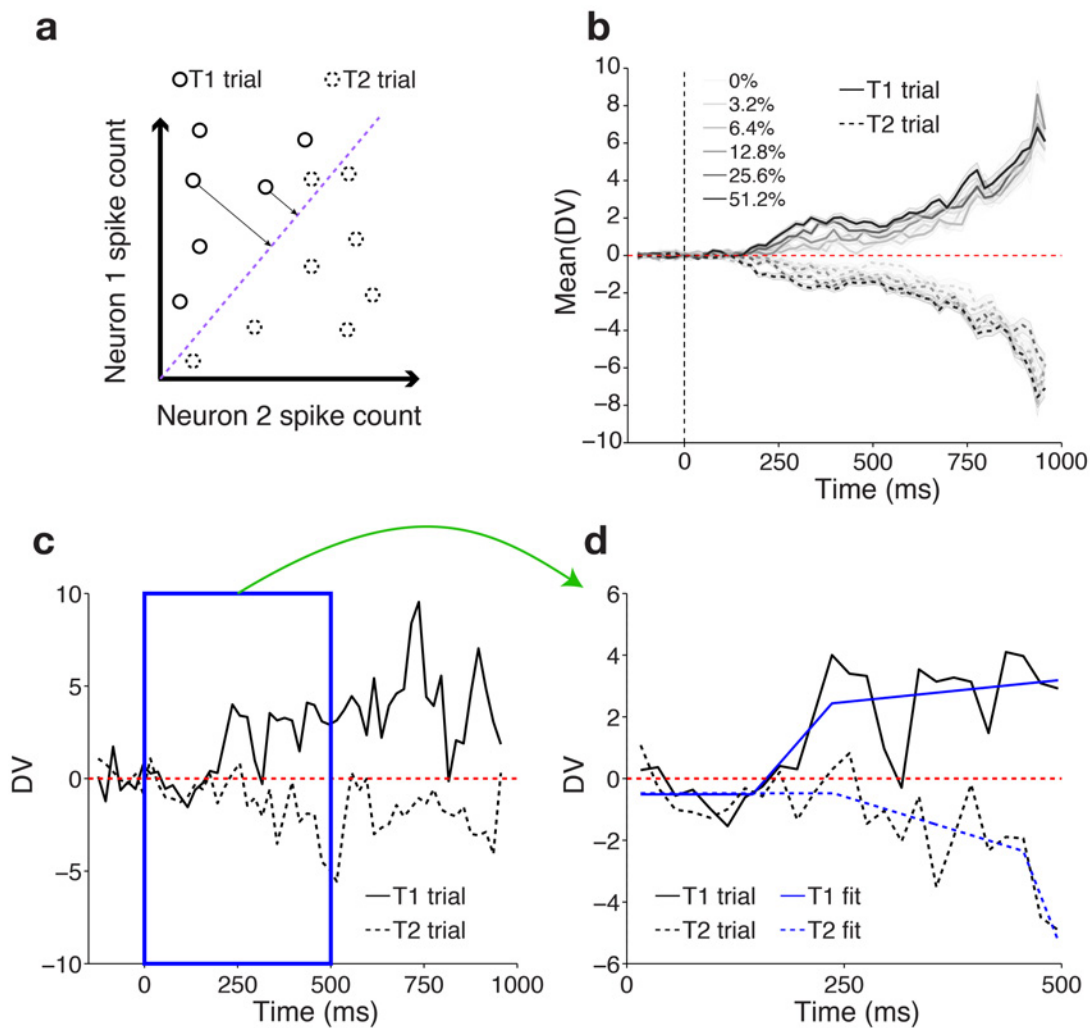 a
T1 trial
T2 trial
Neuron 1 spike count
Neuron 2 spike count
b
10
8
6
4
2
0
−2
−4
−6
−8
−10
Mean(DV)
0%
3.2%
6.4%
12.8%
25.6%
51.2%
T1 trial
T2 trial
0
250
500
750
1000
Time (ms)
c
10
5
0
−5
−10
DV
T1 trial
T2 trial
0
250
500
750
1000
Time (ms)
d
6
4
2
0
−2
−4
−6
DV
T1 trial
T1 fit
T2 trial
T2 fit
0
250
500
Time (ms)